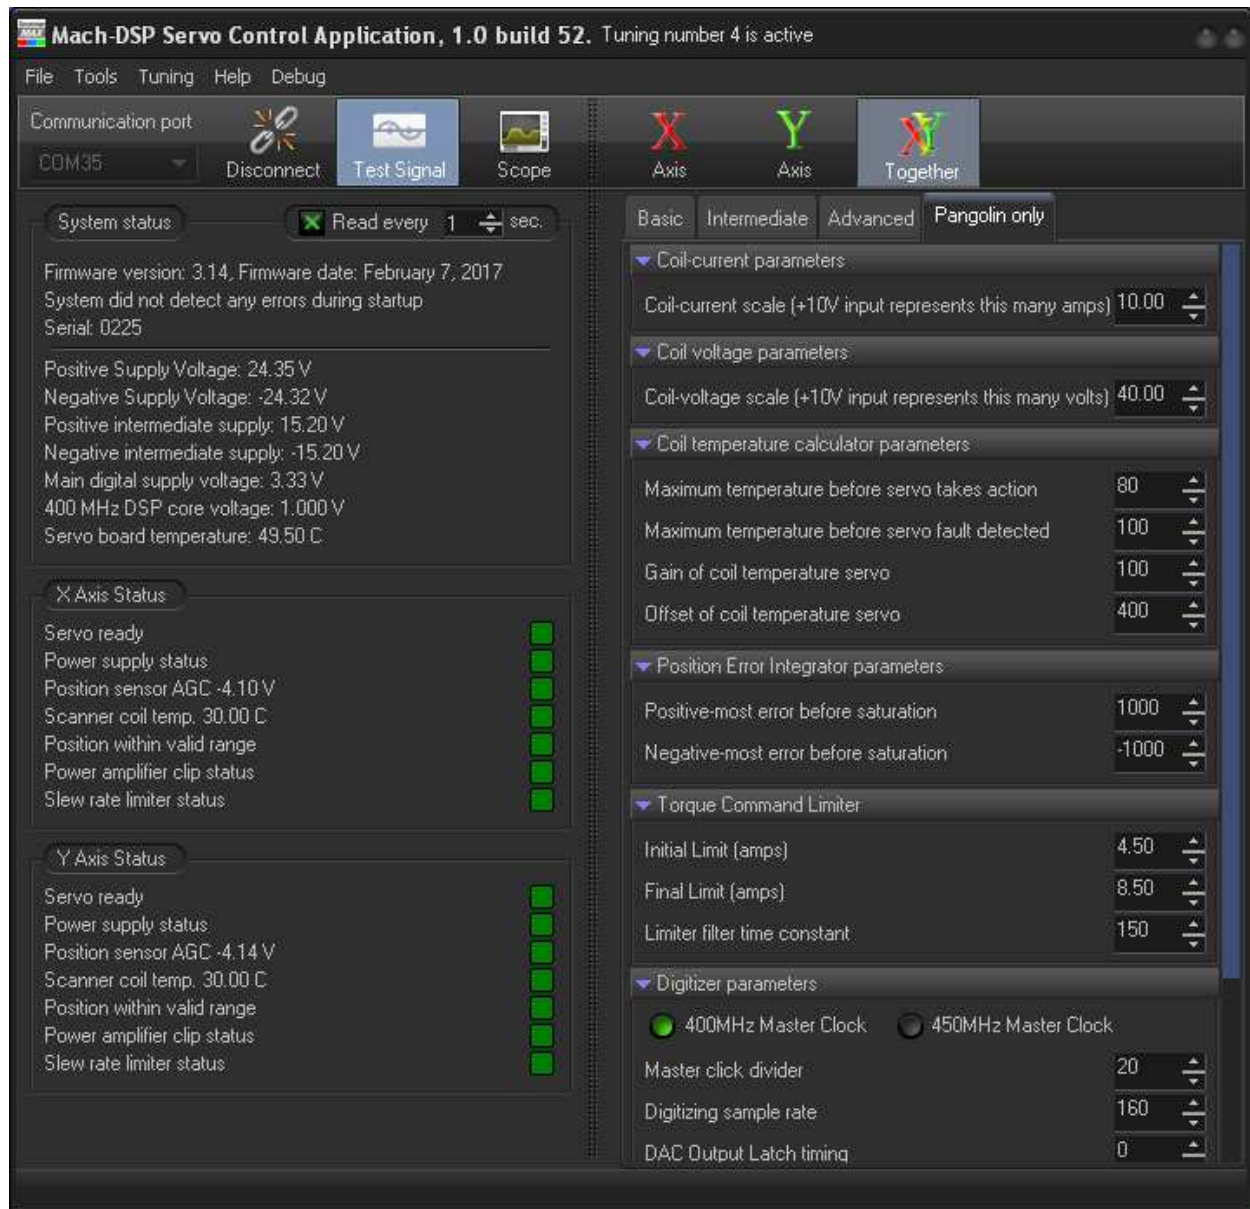 Mach-DSP Servo Control Application, 1.0 build 52. Tuning number 4 is active
File Tools Tuning Help Debug
Communication port
COM35
Disconnect
Test Signal
Scope
X Axis
Y Axis
Together
System status
Read every 1 sec.
Firmware version: 3.14, Firmware date: February 7, 2017
System did not detect any errors during startup
Serial: 0225
Positive Supply Voltage: 24.35 V
Negative Supply Voltage: -24.32 V
Positive intermediate supply: 15.20 V
Negative intermediate supply: -15.20 V
Main digital supply voltage: 3.33 V
400 MHz DSP core voltage: 1.000 V
Servo board temperature: 49.50 C
X Axis Status
Servo ready
Power supply status
Position sensor AGC -4.10 V
Scanner coil temp. 30.00 C
Position within valid range
Power amplifier clip status
Slew rate limiter status
Y Axis Status
Servo ready
Power supply status
Position sensor AGC -4.14 V
Scanner coil temp. 30.00 C
Position within valid range
Power amplifier clip status
Slew rate limiter status
Basic Intermediate Advanced Pangolin only
Coil-current parameters
Coil-current scale (+10V input represents this many amps) 10.00
Coil voltage parameters
Coil-voltage scale (+10V input represents this many volts) 40.00
Coil temperature calculator parameters
Maximum temperature before servo takes action 80
Maximum temperature before servo fault detected 100
Gain of coil temperature servo 100
Offset of coil temperature servo 400
Position Error Integrator parameters
Positive-most error before saturation 1000
Negative-most error before saturation -1000
Torque Command Limiter
Initial Limit (amps) 4.50
Final Limit (amps) 8.50
Limiter filter time constant 150
Digitizer parameters
400MHz Master Clock 450MHz Master Clock
Master click divider 20
Digitizing sample rate 160
DAC Output Latch timing 0